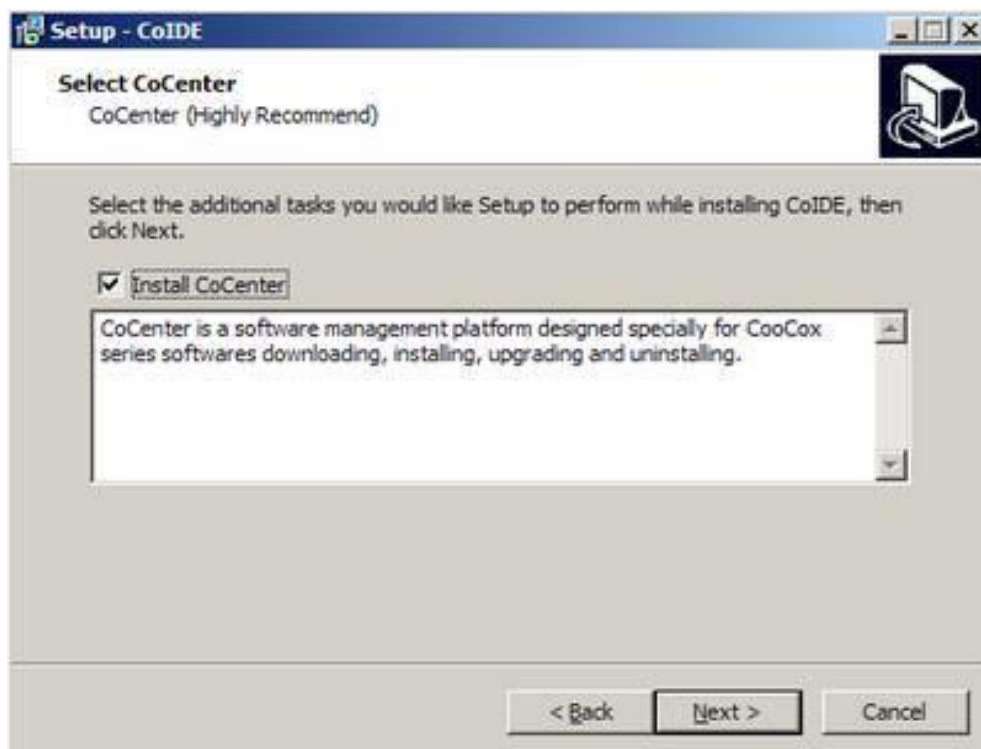 Setup - CoIDE
Select CoCenter
CoCenter (Highly Recommend)
Select the additional tasks you would like Setup to perform while installing CoIDE, then
click Next.
Install CoCenter
CoCenter is a software management platform designed specially for CooCox
series softwares downloading, installing, upgrading and uninstalling.
< Back
Next >
Cancel